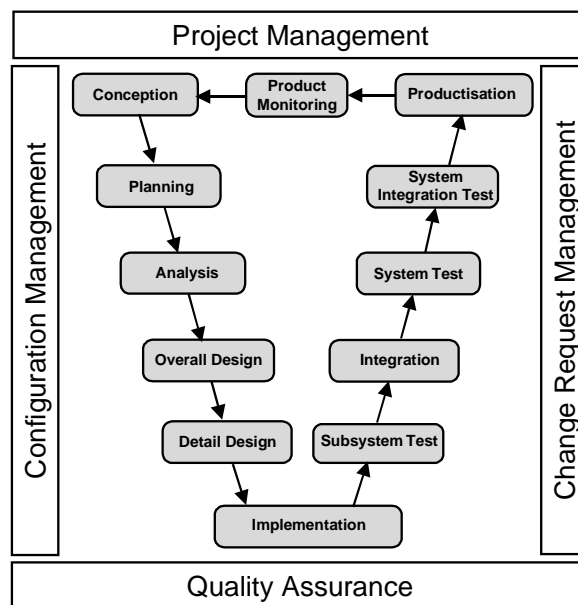 Project Management
Configuration Management
Change Request Management
Conception
Product
Monitoring
Productisation
Planning
System
Integration Test
Analysis
System Test
Overall Design
Integration
Detail Design
Subsystem Test
Implementation
Quality Assurance